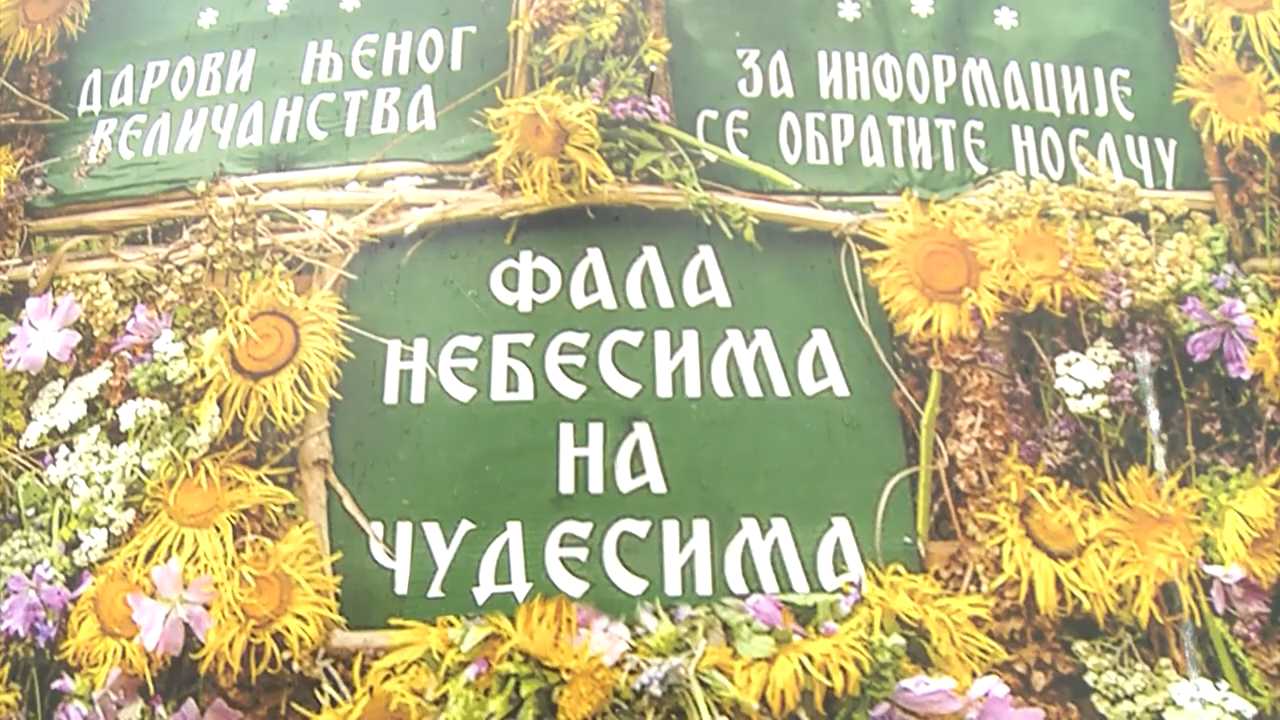 * * *
ДАРОВИ ЊЕНОГ
ВЕЛИЧАНСТВА
* * *
ЗА ИНФОРМАЦИЈЕ
СЕ ОБРАТИТЕ НОСАЧУ
ФАЛА
НЕБЕСИМА
НА
ЧУДЕСИМА